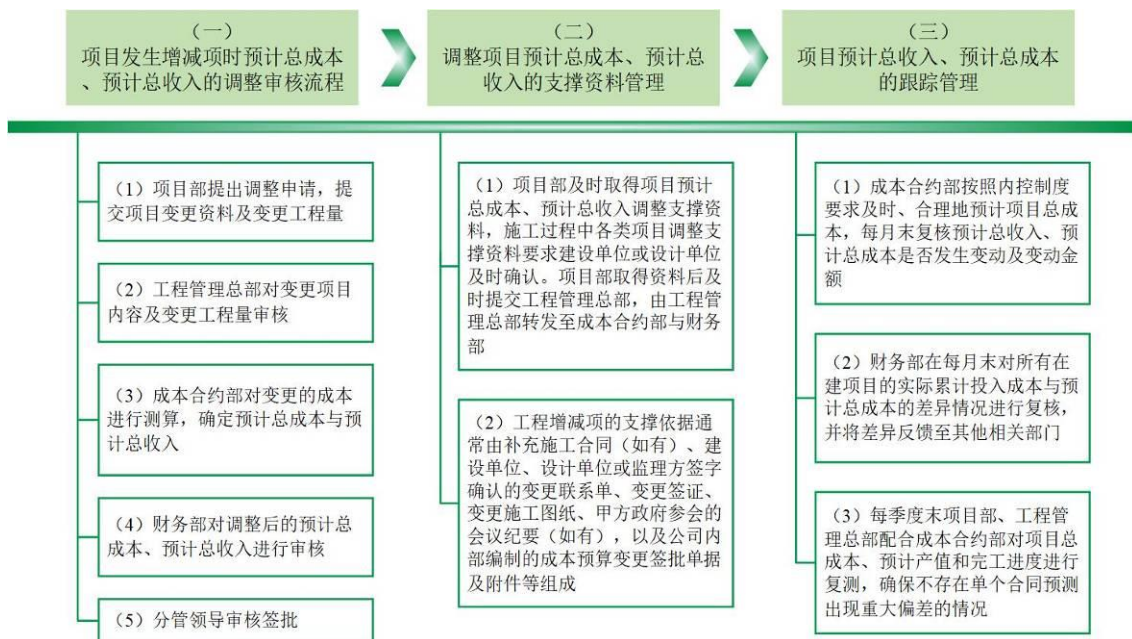 （一）
项目发生增减项时预计总成本
、预计总收入的调整审核流程
（二）
调整项目预计总成本、预计总
收入的支撑资料管理
（三）
项目预计总收入、预计总成本
的跟踪管理
（1）项目部提出调整申请，提
交项目变更资料及变更工程量
（2）工程管理总部对变更项目
内容及变更工程量审核
（3）成本合约部对变更的成本
进行测算，确定预计总成本与预
计总收入
（4）财务部对调整后的预计总
成本、预计总收入进行审核
（5）分管领导审核签批
（1）项目部及时取得项目预计
总成本、预计总收入调整支撑资
料，施工过程中各类项目调整支
撑资料要求建设单位或设计单位
及时确认。项目部取得资料后及
时提交工程管理总部，由工程管
理总部转发至成本合约部与财务
部
（2）工程增减项的支撑依据通
常由补充施工合同（如有）、建
设单位、设计单位或监理方签字
确认的变更联系单、变更签证、
变更施工图纸、甲方政府参会的
会议纪要（如有），以及公司内
部编制的成本预算变更签批单据
及附件等组成
（1）成本合约部按照内控制度
要求及时、合理地预计项目总成
本，每月末复核预计总收入、预
计总成本是否发生变动及变动金
额
（2）财务部在每月末对所有在
建项目的实际累计投入成本与预
计总成本的差异情况进行复核，
并将差异反馈至其他相关部门
（3）每季度末项目部、工程管
理总部配合成本合约部对项目总
成本、预计产值和完工进度进行
复测，确保不存在单个合同预测
出现重大偏差的情况